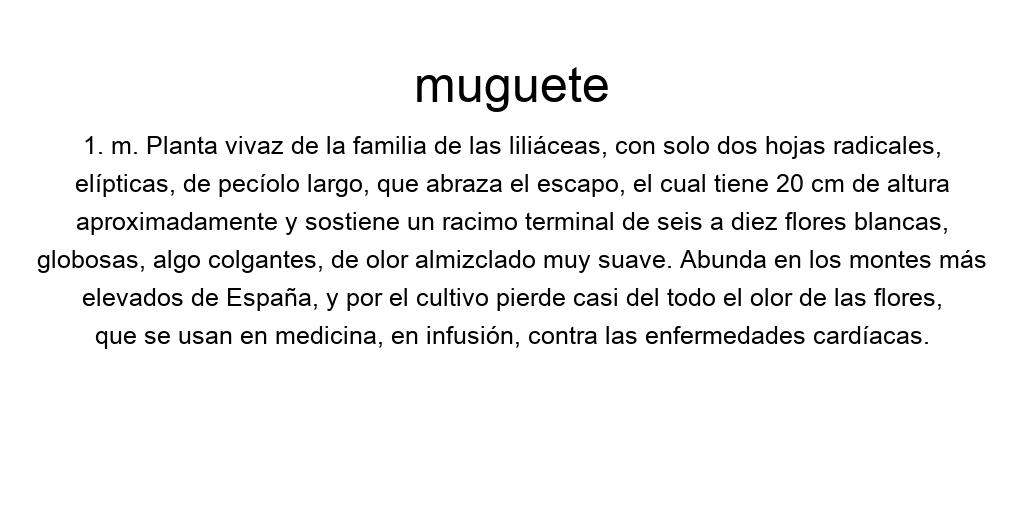 muguete
1. m. Planta vivaz de la familia de las liliáceas, con solo dos hojas radicales,
elípticas, de pecíolo largo, que abraza el escapo, el cual tiene 20 cm de altura
aproximadamente y sostiene un racimo terminal de seis a diez flores blancas,
globosas, algo colgantes, de olor almizclado muy suave. Abunda en los montes más
elevados de España, y por el cultivo pierde casi del todo el olor de las flores,
que se usan en medicina, en infusión, contra las enfermedades cardíacas.